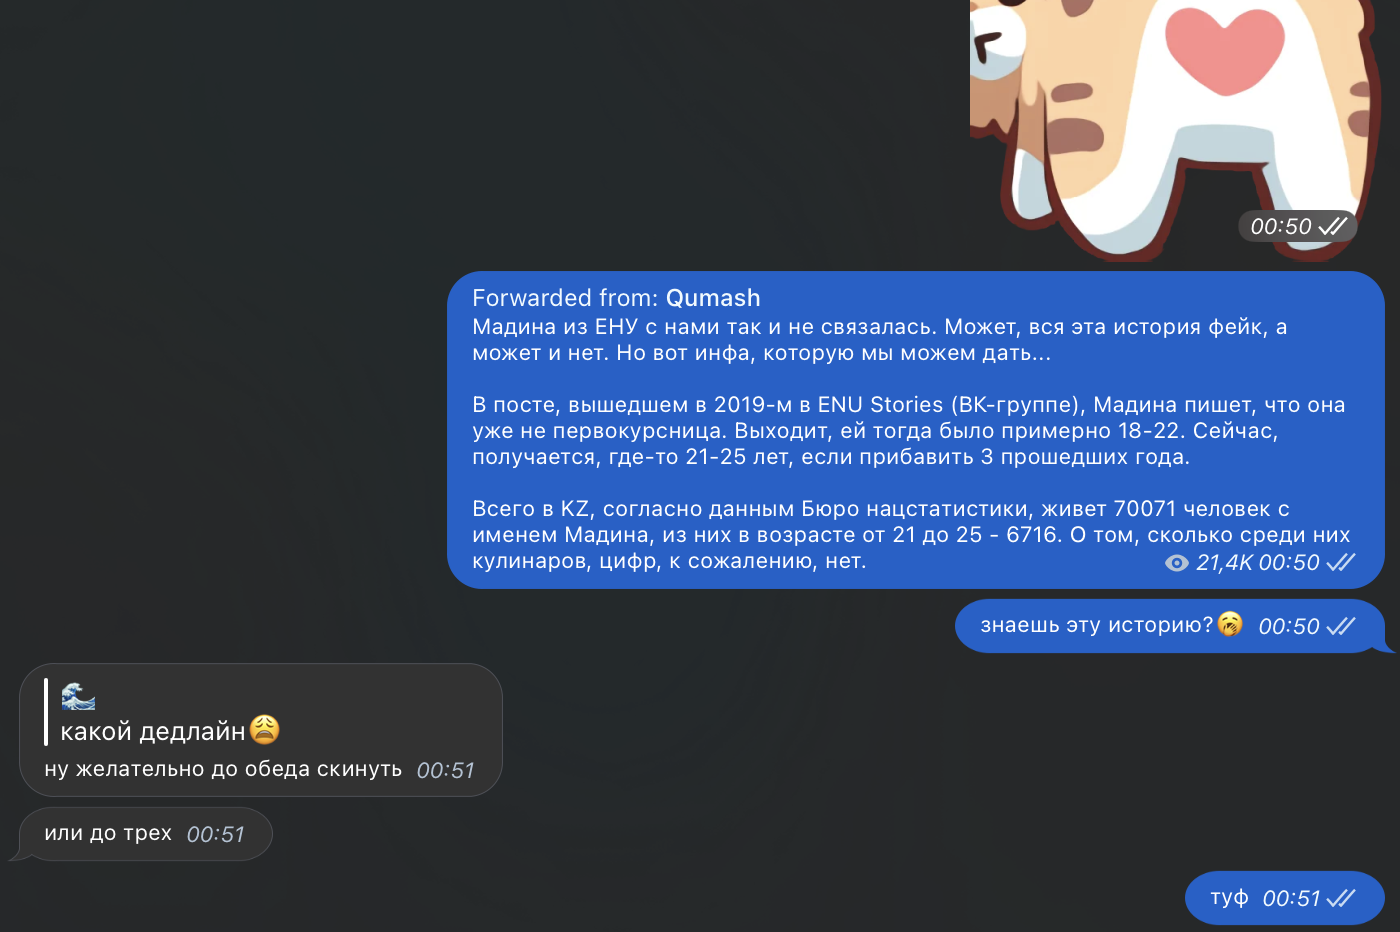 00:50
Forwarded from: Qumash
Мадина из ЕНУ с нами так и не связалась. Может, вся эта история фейк, а
может и нет. Но вот инфа, которую мы можем дать...
В посте, вышедшем в 2019-м в ENU Stories (ВК-группе), Мадина пишет, что она
уже не первокурсница. Выходит, ей тогда было примерно 18-22. Сейчас,
получается, где-то 21-25 лет, если прибавить 3 прошедших года.
Всего в KZ, согласно данным Бюро нацстатистики, живет 70071 человек с
именем Мадина, из них в возрасте от 21 до 25 - 6716. О том, сколько среди них
кулинаров, цифр, к сожалению, нет. 21,4K 00:50
знаешь эту историю?🥱 00:50
🌊
какой дедлайн😩
ну желательно до обеда скинуть 00:51
или до трех 00:51
туф 00:51